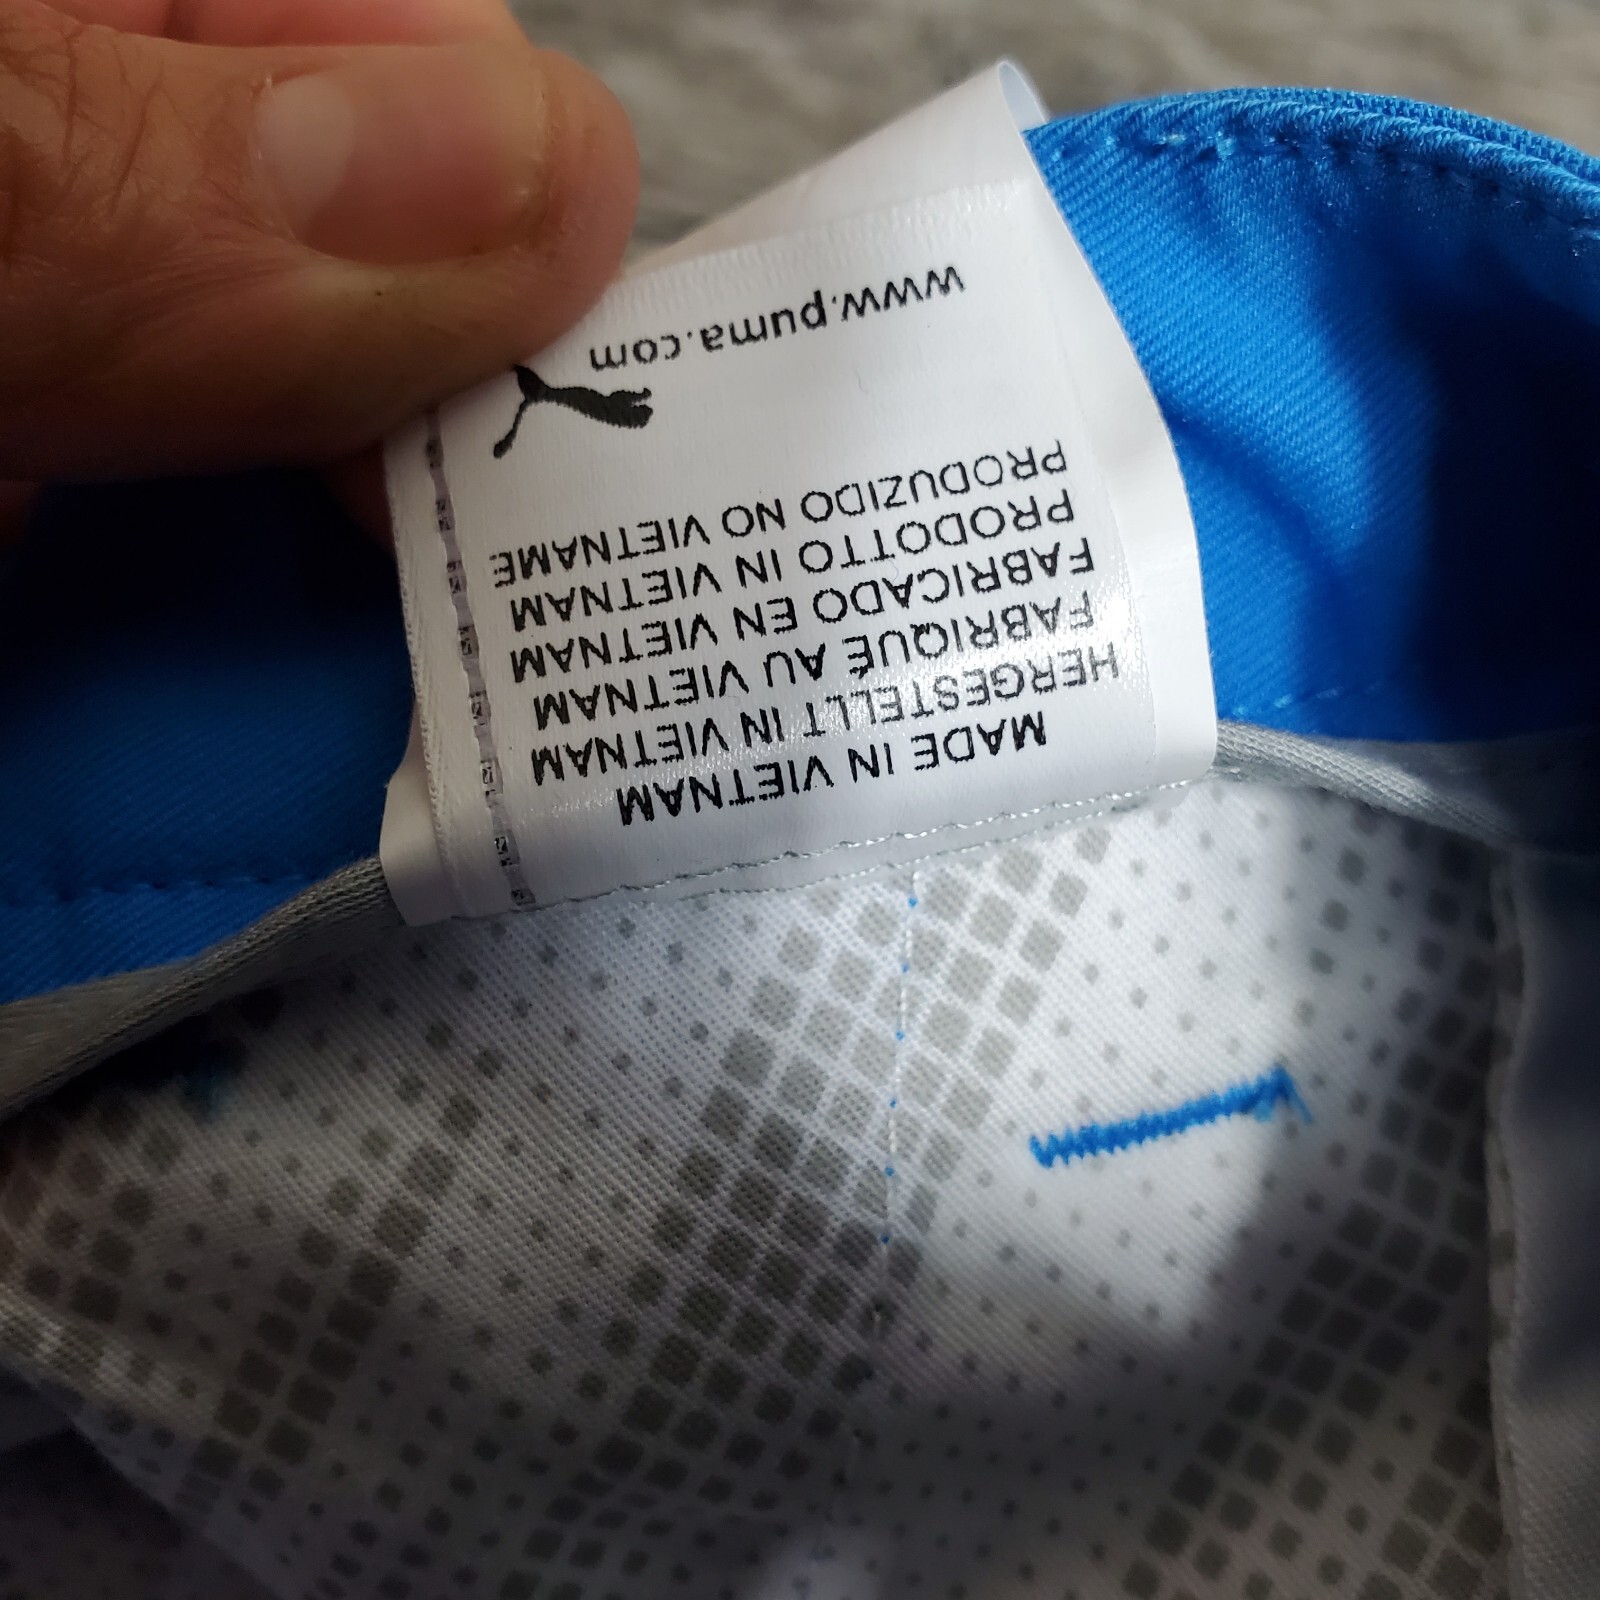 MADE IN VIETNAM
HERGESTELLT IN VIETNAM
FABRIQUÉ AU VIETNAM
FABRICADO EN VIETNAM
PRODOTTO IN VIETNAM
PRODUZIDO NO VIETNAME
www.puma.com